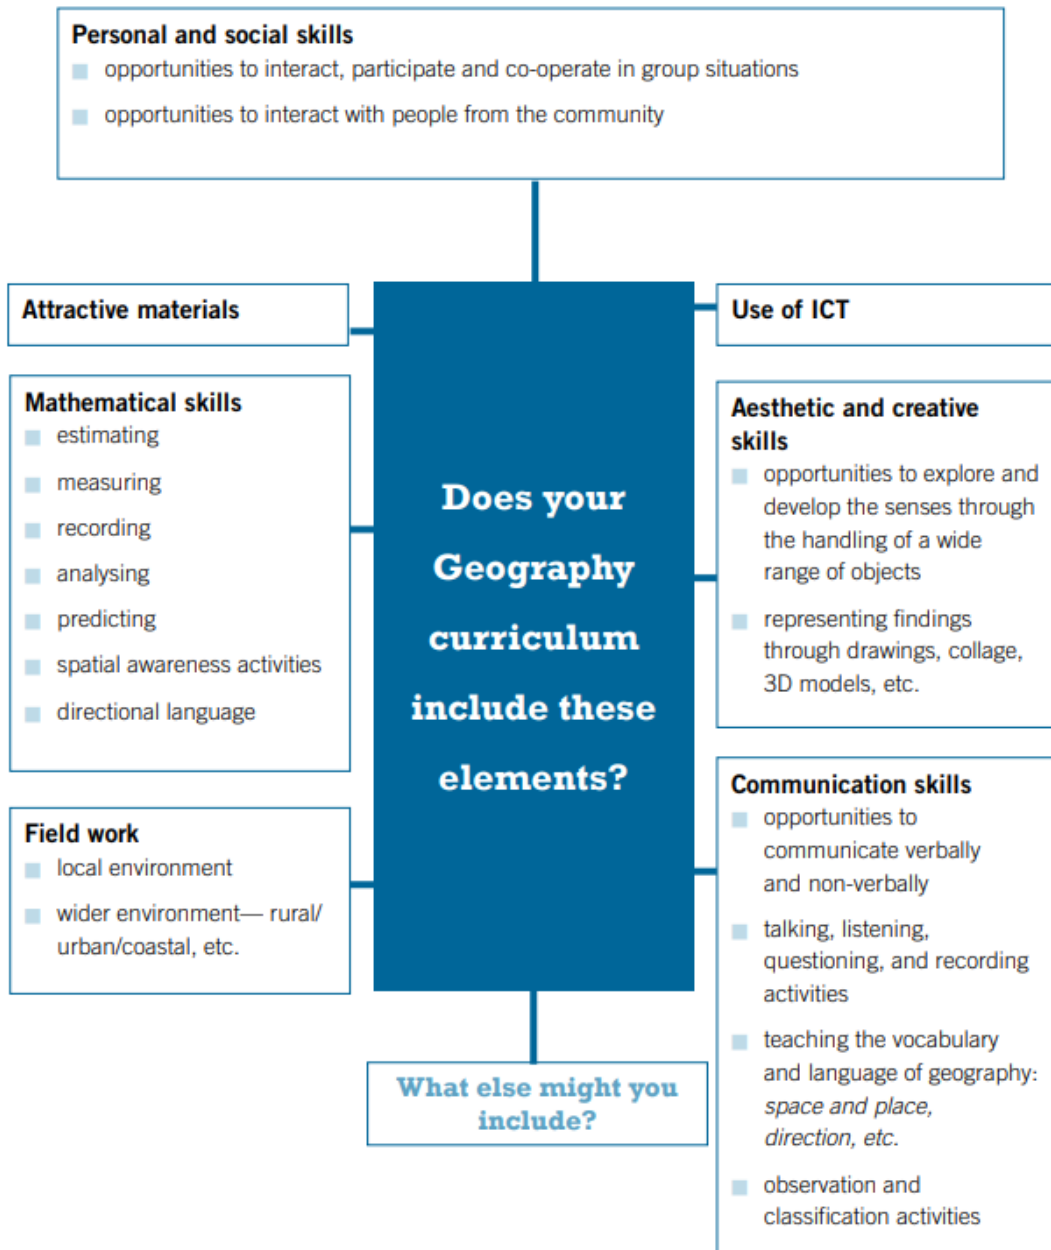 Personal and social skills
opportunities to interact, participate and co-operate in group situations
opportunities to interact with people from the community
Attractive materials
Mathematical skills
estimating
measuring
recording
analysing
predicting
spatial awareness activities
directional language
Field work
local environment
wider environment— rural/
urban/coastal, etc.
Does your
Geography
curriculum
include these
elements?
What else might you
include?
Use of ICT
Aesthetic and creative
skills
opportunities to explore and
develop the senses through
the handling of a wide
range of objects
representing findings
through drawings, collage,
3D models, etc.
Communication skills
opportunities to
communicate verbally
and non-verbally
talking, listening,
questioning, and recording
activities
teaching the vocabulary
and language of geography:
space and place,
direction, etc.
observation and
classification activities